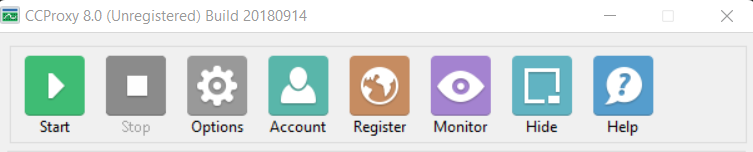 CCProxy 8.0 (Unregistered) Build 20180914
Start Stop Options Account Register Monitor Hide Help